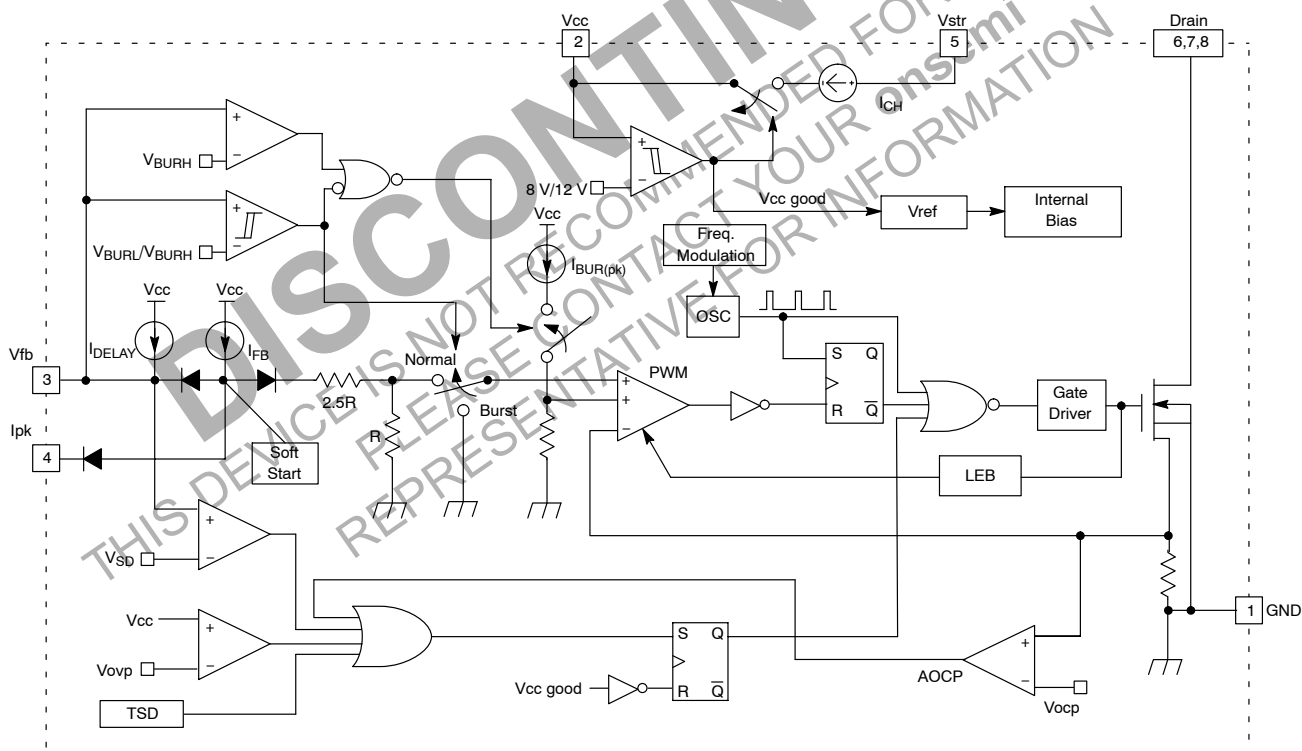 Vcc
2
Vstr
5
Drain
6,7,8
ICH
VBURH
8 V/12 V
Vcc good
Vref
Internal
Bias
VBURL/VBURH
Vcc
IBUR(pk)
Freq.
Modulation
OSC
Vcc
Vcc
Vfb
3
IDELAY
IFB
2.5R
R
Normal
Burst
PWM
S
Q
R
Q
Gate
Driver
LEB
Ipk
4
Soft
Start
VSD
Vcc
Vovp
TSD
S
Q
R
Q
Vcc good
AOCP
Vocp
1
GND
DISCONTIN
THIS DEVICE IS NOT RECOMMENDED FOR
PLEASE CONTACT YOUR onsemi
REPRESENTATIVE FOR INFORMATION